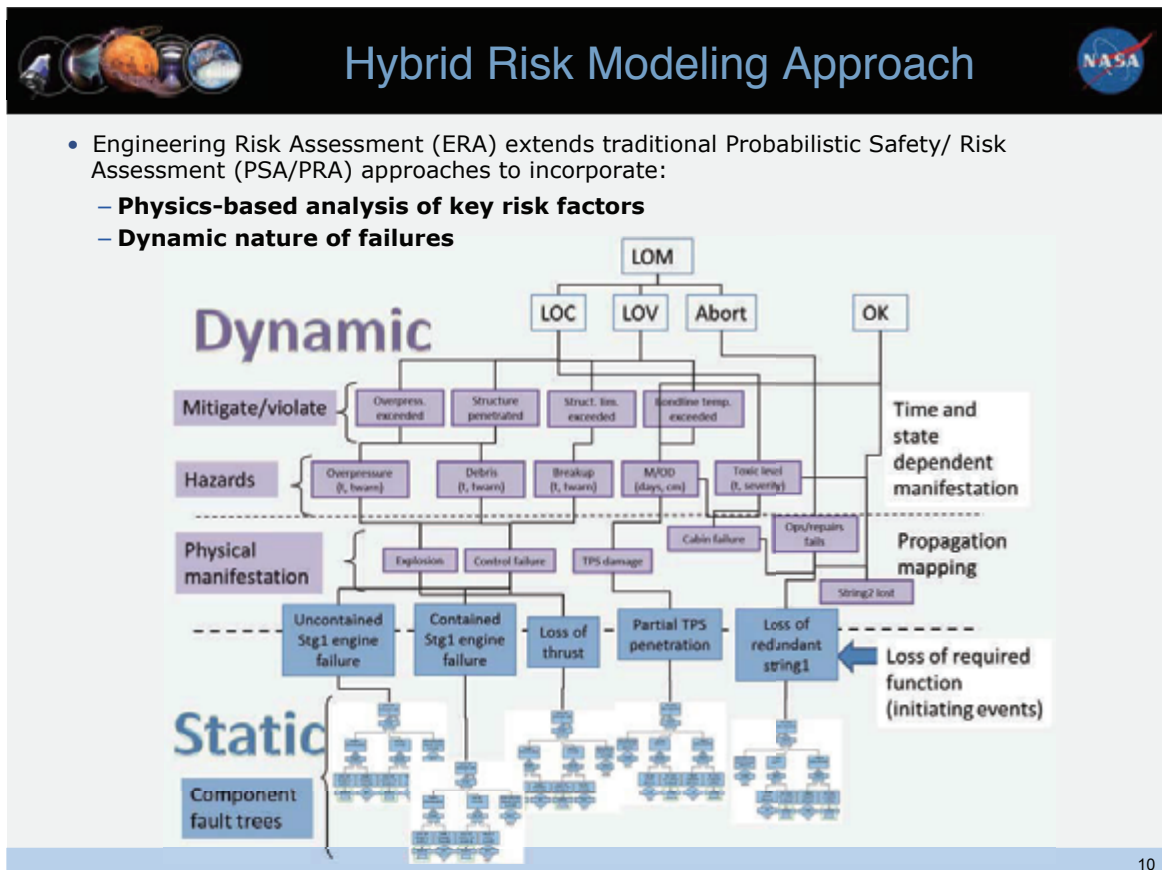 Hybrid Risk Modeling Approach
NASA
• Engineering Risk Assessment (ERA) extends traditional Probabilistic Safety/ Risk
Assessment (PSA/PRA) approaches to incorporate:
– Physics-based analysis of key risk factors
– Dynamic nature of failures
LOM
LOC
LOV
Abort
OK
Dynamic
Mitigate/violate
Overpress.
exceeded
Structure
penetrated
Struct. lim.
exceeded
Bondline temp.
exceeded
Time and
state
dependent
manifestation
Hazards
Overpressure
(t, twarn)
Debris
(t, twarn)
Breakup
(t, twarn)
M/OD
(days, cm)
Toxic level
(t, severity)
Physical
manifestation
Explosion
Control failure
TPS damage
Cabin failure
Ops/repairs
fails
String2 lost
Propagation
mapping
Uncontained
Stg1 engine
failure
Contained
Stg1 engine
failure
Loss of
thrust
Partial TPS
penetration
Loss of
redundant
string1
Loss of required
function
(initiating events)
Static
Component
fault trees
10